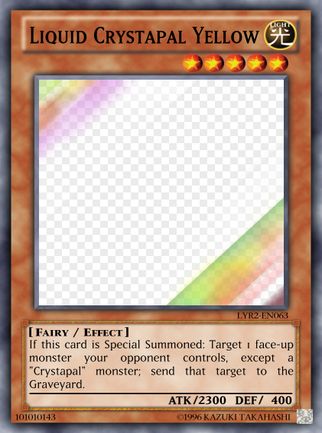 LIQUID CRYSTAPAL YELLOW
LIGHT
光
LYR2-EN063
[ FAIRY / EFFECT ]
If this card is Special Summoned: Target 1 face-up
monster your opponent controls, except a
"Crystapal" monster; send that target to the
Graveyard.
ATK/2300 DEF/ 400
101010143
©1996 KAZUKI TAKAHASHI